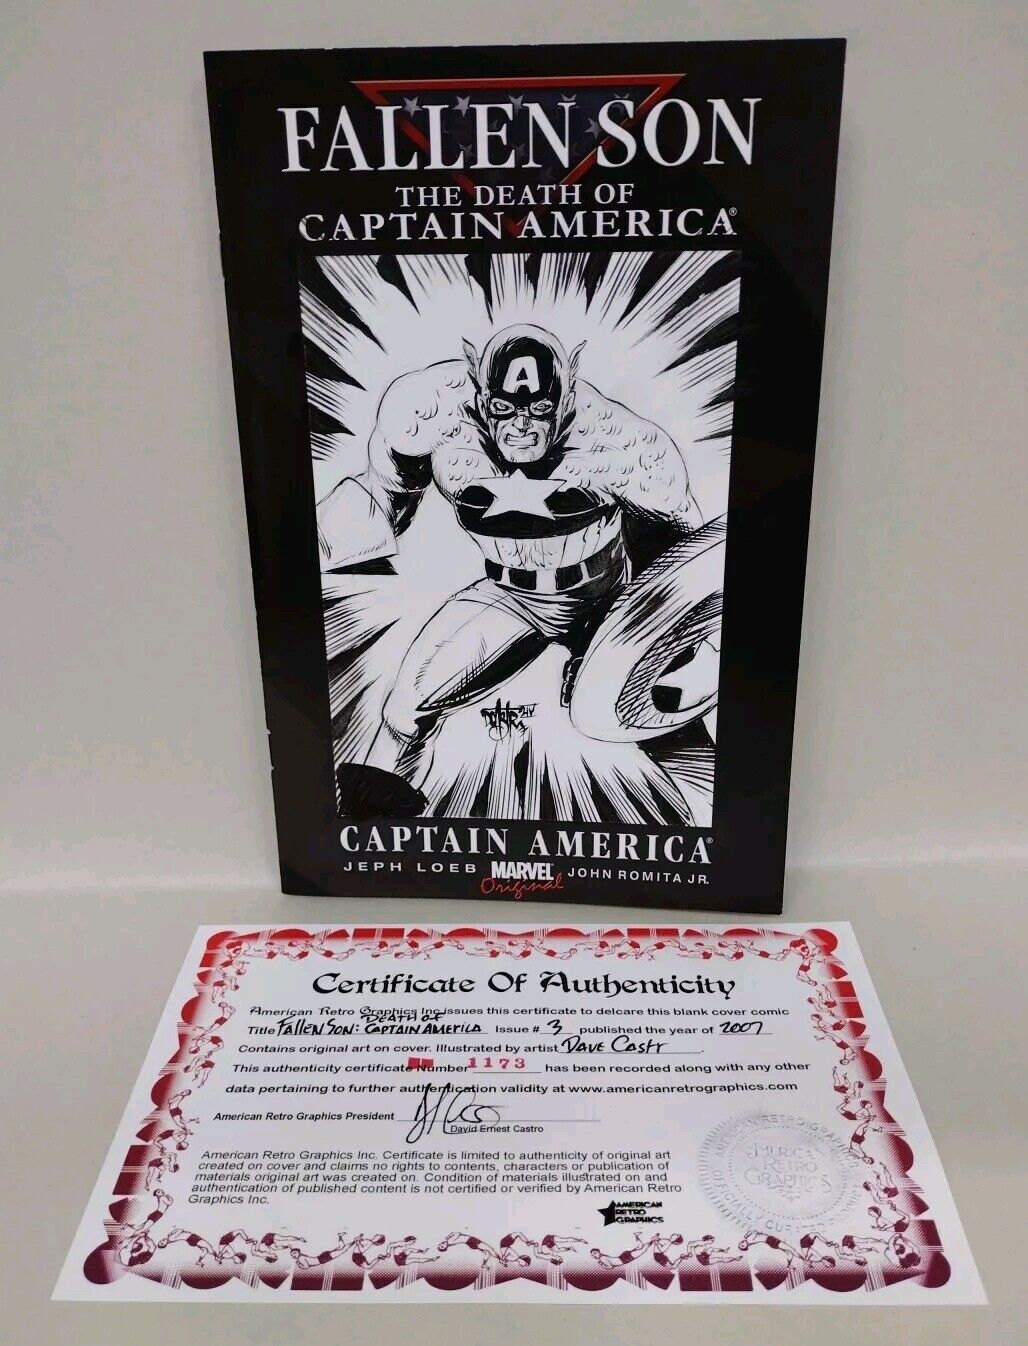 FALLEN SON
THE DEATH OF
CAPTAIN AMERICA®
A
CAPTAIN AMERICA®
JEPH LOEB MARVEL JOHN ROMITA JR.
Original
Certificate Of Authenticity
American Retro Graphics Inc issues this certificate to delcare this blank cover comic
DEATH OF
Title FALLEN SON: CAPTAIN AMERICA Issue # 3 published the year of 2007
Contains original art on cover. Illustrated by artist DAVE CASTR.
This authenticity certificate Number 1173 has been recorded along with any other
data pertaining to further authentication validity at www.americanretrographics.com
American Retro Graphics President
David Ernest Castro
American Retro Graphics Inc. Certificate is limited to authenticity of original art
created on cover and claims no rights to contents, characters or publication of
materials original art was created on. Condition of materials illustrated on and
authentication of published content is not certified or verified by American Retro
Graphics Inc.
AMERICAN
RETRO
GRAPHICS
AMERICAN RETRO GRAPHICS
AMERICAN
RETRO
GRAPHICS
OFFICIALLY